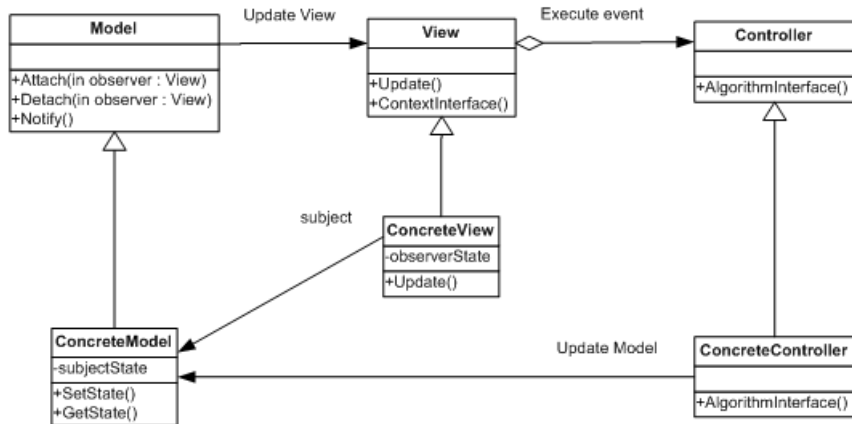 Model
+Attach(in observer : View)
+Detach(in observer : View)
+Notify()
Update View
View
+Update()
+ContextInterface()
Execute event
Controller
+AlgorithmInterface()
subject
ConcreteView
-observerState
+Update()
ConcreteModel
-subjectState
+SetState()
+GetState()
Update Model
ConcreteController
+AlgorithmInterface()